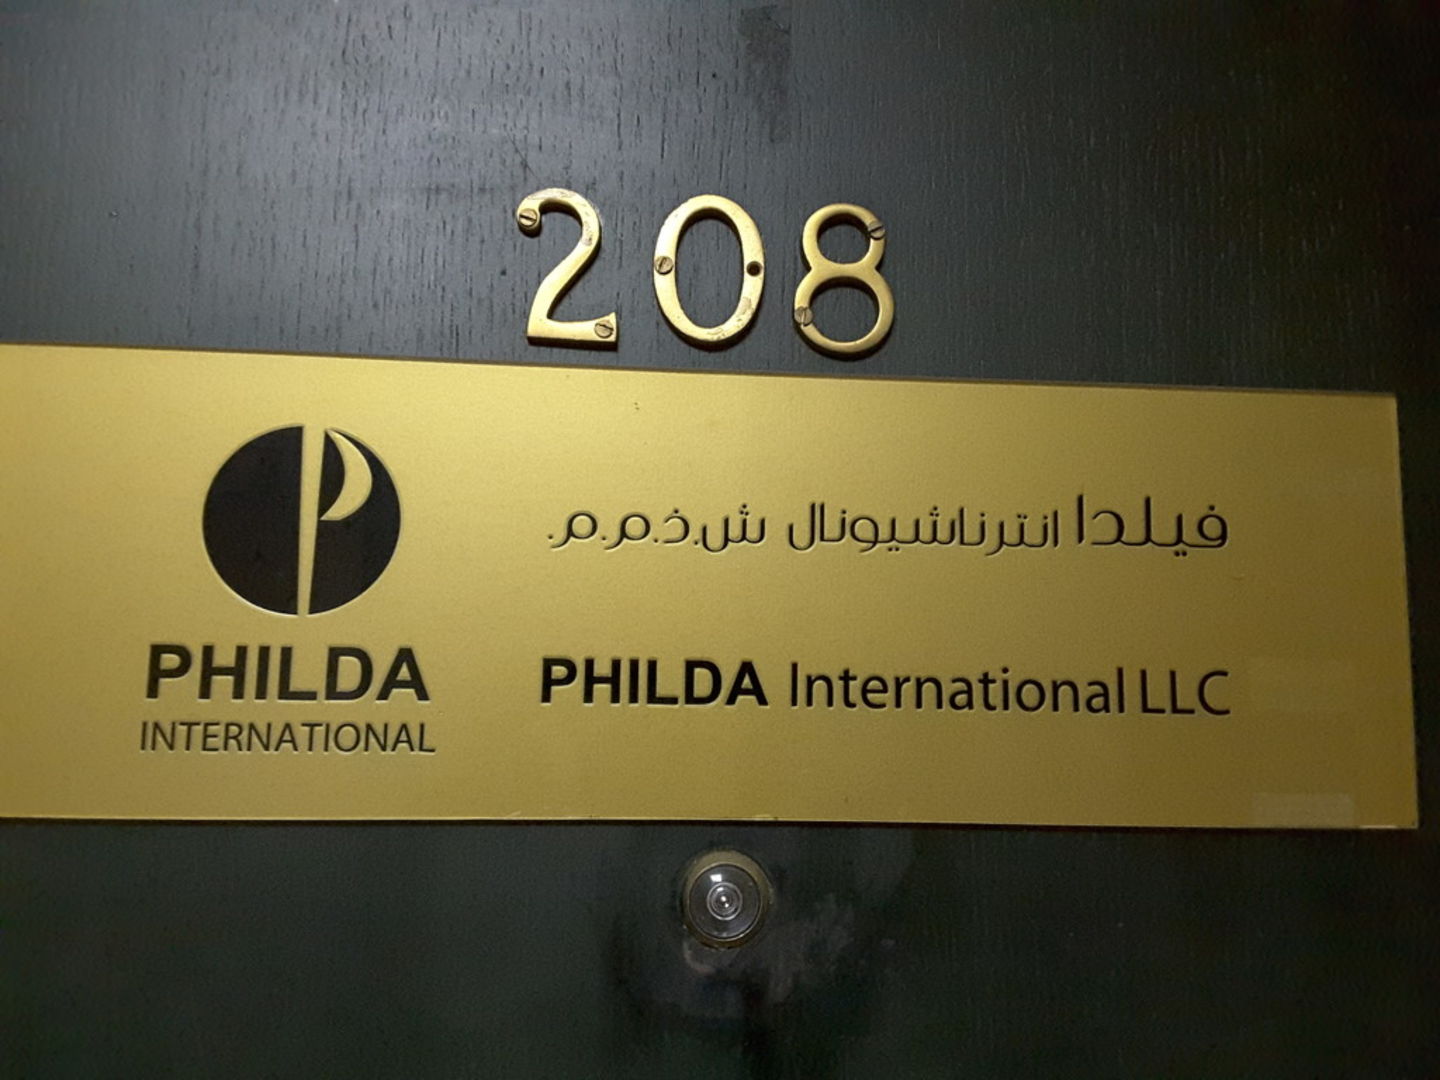 208
فيلدا انترناشيونال ش.ذ.م.م.
PHILDA
INTERNATIONAL
PHILDA International LLC